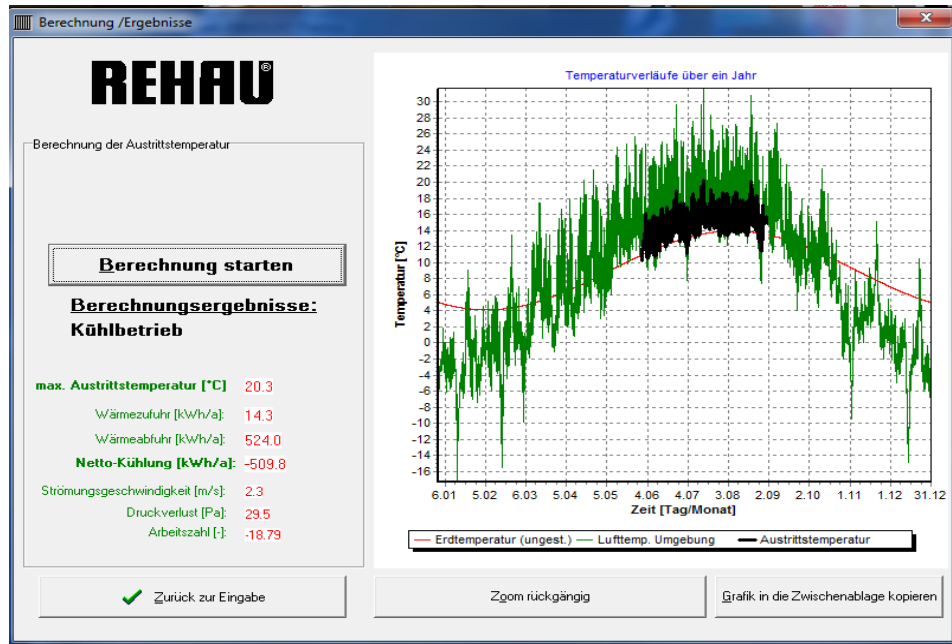 Berechnung /Ergebnisse
REHAU®
Berechnung der Austrittstemperatur
Berechnung starten
Berechnungsergebnisse:
Kühlbetrieb
max. Austrittstemperatur [°C] 20.3
Wärmezufuhr [kWh/a]: 14.3
Wärmeabfuhr [kWh/a]: 524.0
Netto-Kühlung [kWh/a]: -509.8
Strömungsgeschwindigkeit [m/s]: 2.3
Druckverlust [Pa]: 29.5
Arbeitszahl [-]: -18.79
Temperaturverläufe über ein Jahr
Temperatur [°C]
30
28
26
24
22
20
18
16
14
12
10
8
6
4
2
0
-2
-4
-6
-8
-10
-12
-14
-16
6.01 5.02 6.03 5.04 5.05 4.06 4.07 3.08 2.09 2.10 1.11 1.12 31.12
Zeit [Tag/Monat]
Erdtemperatur (ungest.) Lufttemp. Umgebung Austrittstemperatur
Zurück zur Eingabe
Zoom rückgängig
Grafik in die Zwischenablage kopieren